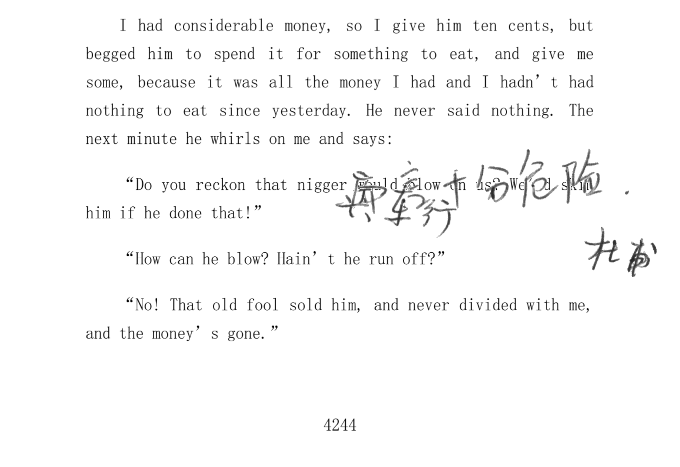 I had considerable money, so I give him ten cents, but
begged him to spend it for something to eat, and give me
some, because it was all the money I had and I hadn’t had
nothing to eat since yesterday. He never said nothing. The
next minute he whirls on me and says:
“Do you reckon that nigger would blow on us? We’d skin
十份危险.
车行
him if he done that!”
杜甫
“How can he blow? Hain’t he run off?”
“No! That old fool sold him, and never divided with me,
and the money’s gone.”
4244